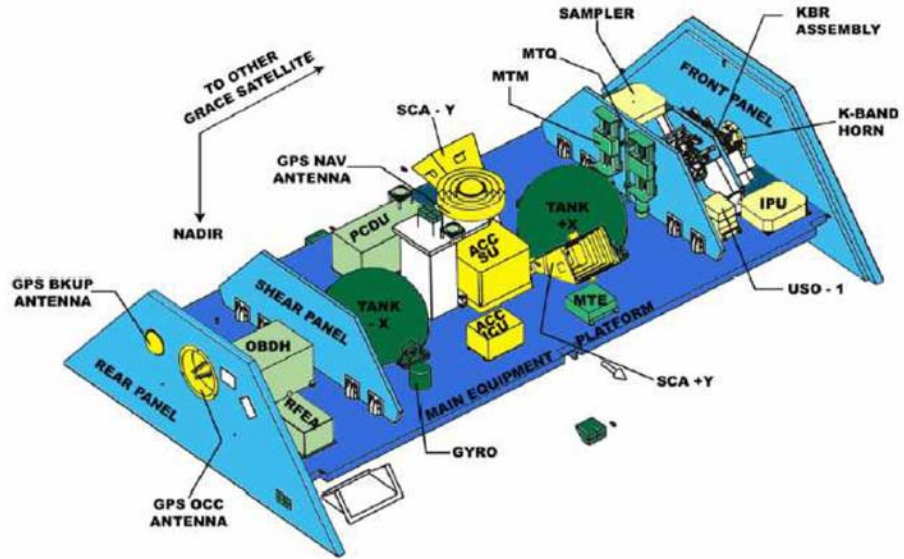 SAMPLER
KBR
ASSEMBLY
MTQ
MTM
FRONT PANEL
TO OTHER
GRACE SATELLITE
SCA - Y
K-BAND
HORN
GPS NAV
ANTENNA
NADIR
PCDU
TANK
+X
IPU
ACC
SU
GPS BKUP
ANTENNA
SHEAR PANEL
TANK
- X
MTE
USO - 1
ACC
ICU
OBDH
MAIN EQUIPMENT PLATFORM
SCA +Y
REAR PANEL
RFEA
GYRO
GPS OCC
ANTENNA